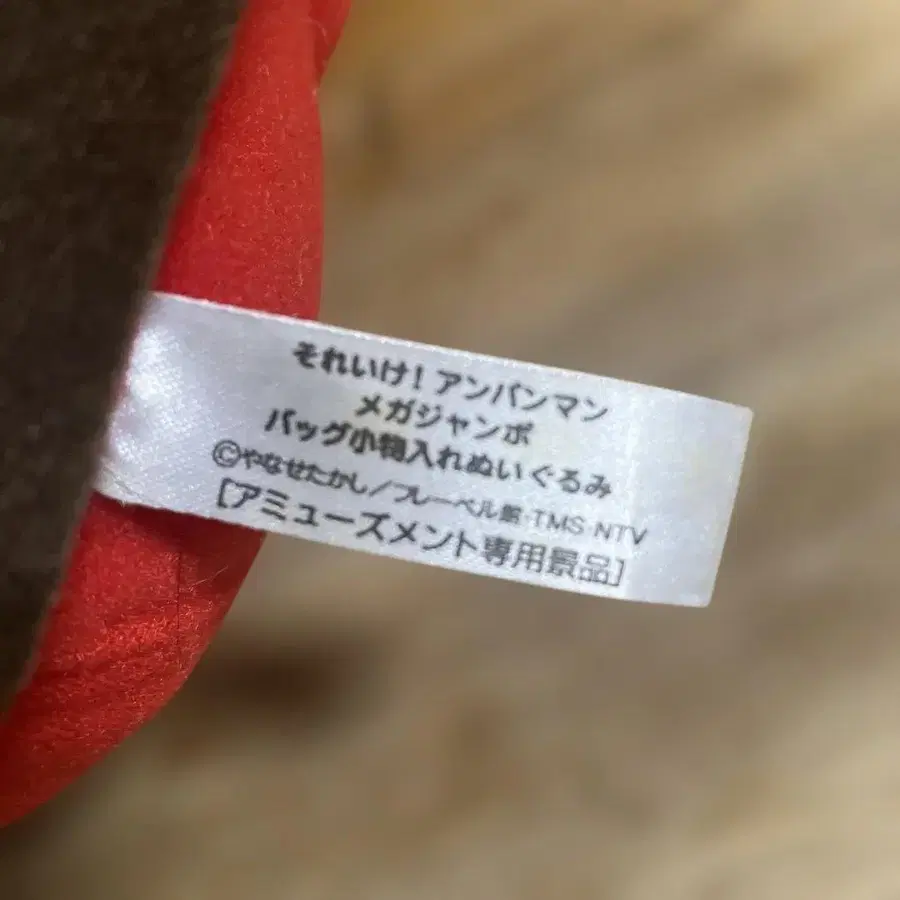 それいけ!アンパンマン
メガジャンボ
バッグ小物入れぬいぐるみ
©やなせたかし/フレーベル館・TMS・NTV
[アミューズメント専用景品]